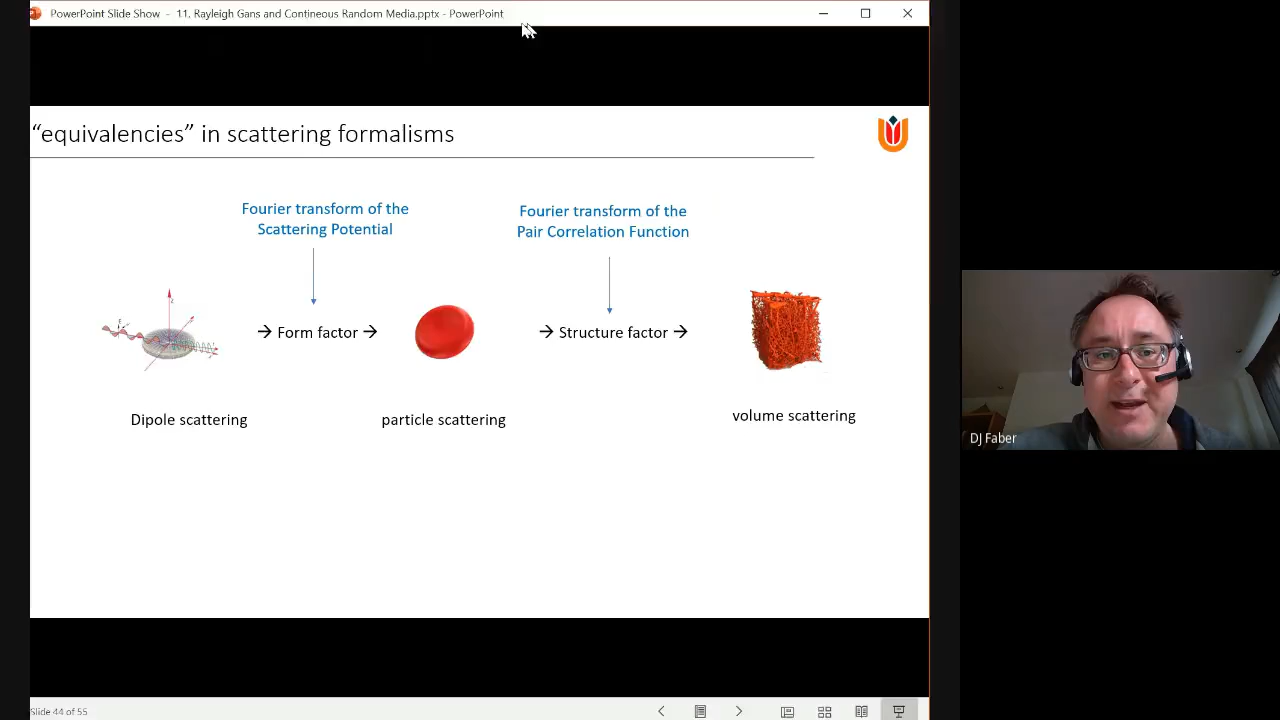 PowerPoint Slide Show - 11, Rayleigh Gans and Contineous Random Media.pptx - PowerPoint
“equivalencies” in scattering formalisms
Fourier transform of the
Scattering Potential
Fourier transform of the
Pair Correlation Function
→ Form factor →
→ Structure factor →
Dipole scattering
particle scattering
volume scattering
DJ Faber
Slide 44 of 55